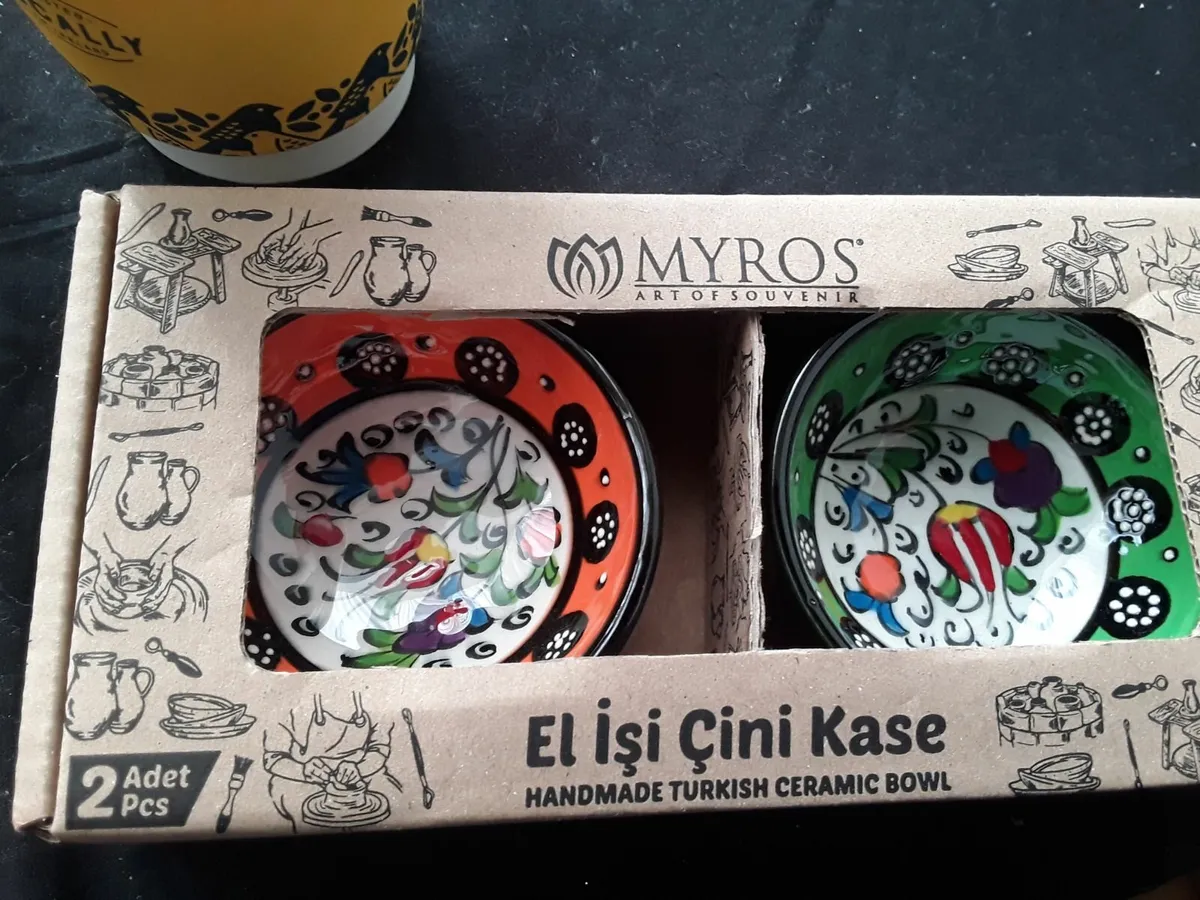 MYROS
ART OF SOUVENIR
El İşi Çini Kase
HANDMADE TURKISH CERAMIC BOWL
2 Adet
Pcs